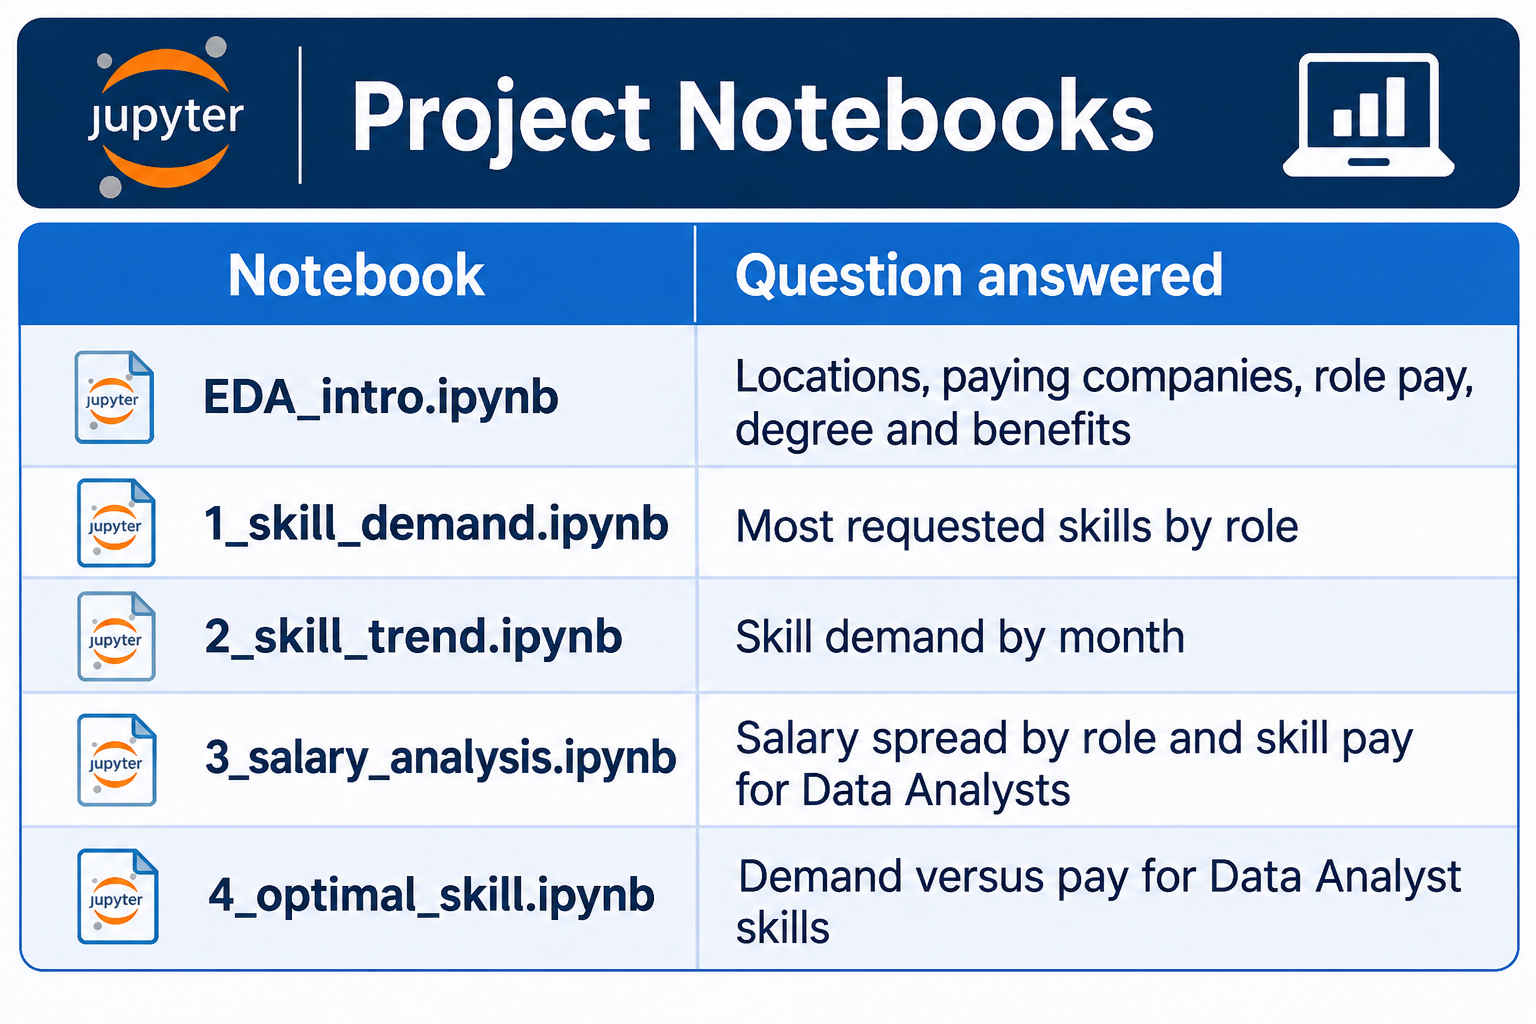 jupyter
Project Notebooks
Notebook
Question answered
jupyter
EDA_intro.ipynb
Locations, paying companies, role pay,
degree and benefits
jupyter
1_skill_demand.ipynb
Most requested skills by role
jupyter
2_skill_trend.ipynb
Skill demand by month
jupyter
3_salary_analysis.ipynb
Salary spread by role and skill pay
for Data Analysts
jupyter
4_optimal_skill.ipynb
Demand versus pay for Data Analyst
skills